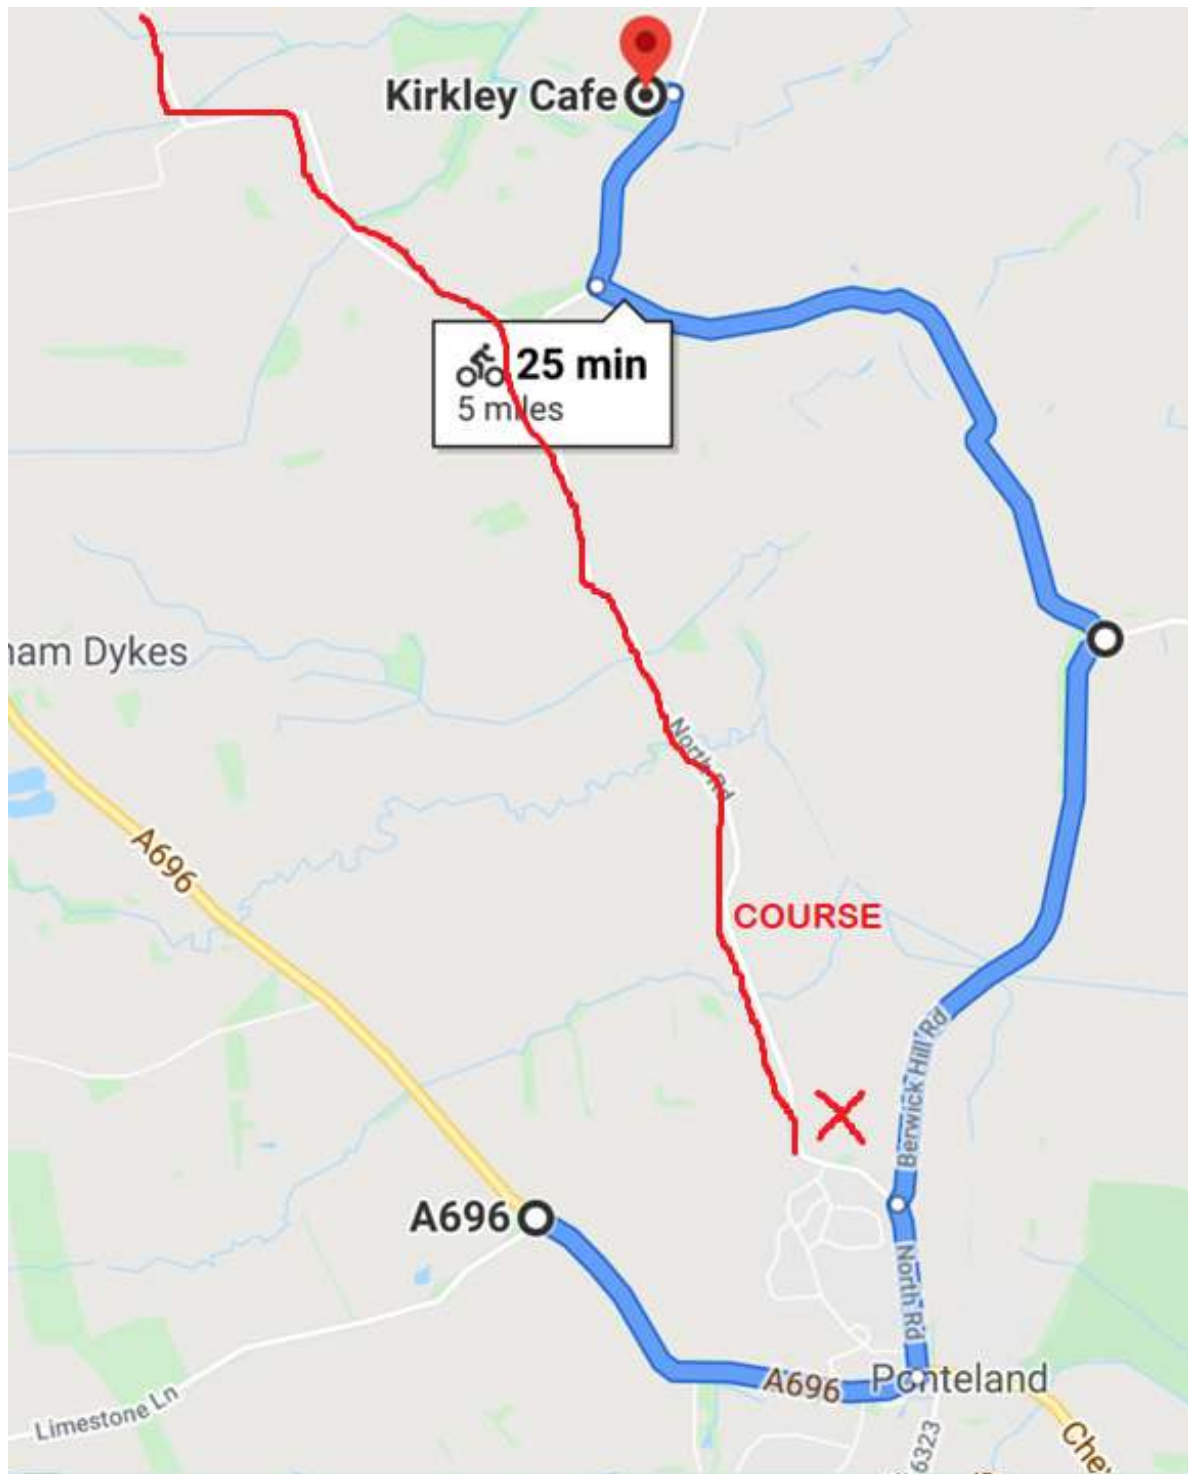 Kirkley Cafe
25 min
5 miles
ham Dykes
North Rd
A696
COURSE
Berwick Hill Rd
A696
North Rd
A696
Ponteland
Limestone Ln
6323